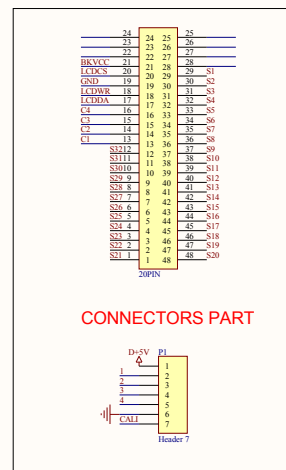 24 24 25 25
23 23 26 26
22 22 27 27
BKVCC 21 21 28 28
LCDCS 20 20 29 29 S1
GND 19 19 30 30 S2
LCDWR 18 18 31 31 S3
LCDDA 17 17 32 32 S4
C4 16 16 33 33 S5
C3 15 15 34 34 S6
C2 14 14 35 35 S7
C1 13 13 36 36 S8
S32 12 12 37 37 S9
S31 11 11 38 38 S10
S30 10 10 39 39 S11
S29 9 9 40 40 S12
S28 8 8 41 41 S13
S27 7 7 42 42 S14
S26 6 6 43 43 S15
S25 5 5 44 44 S16
S24 4 4 45 45 S17
S23 3 3 46 46 S18
S22 2 2 47 47 S19
S21 1 1 48 48 S20
20PIN
CONNECTORS PART
D+5V P1
1
1 2
2 3
3 4
4 5
6
CALI 7
Header 7